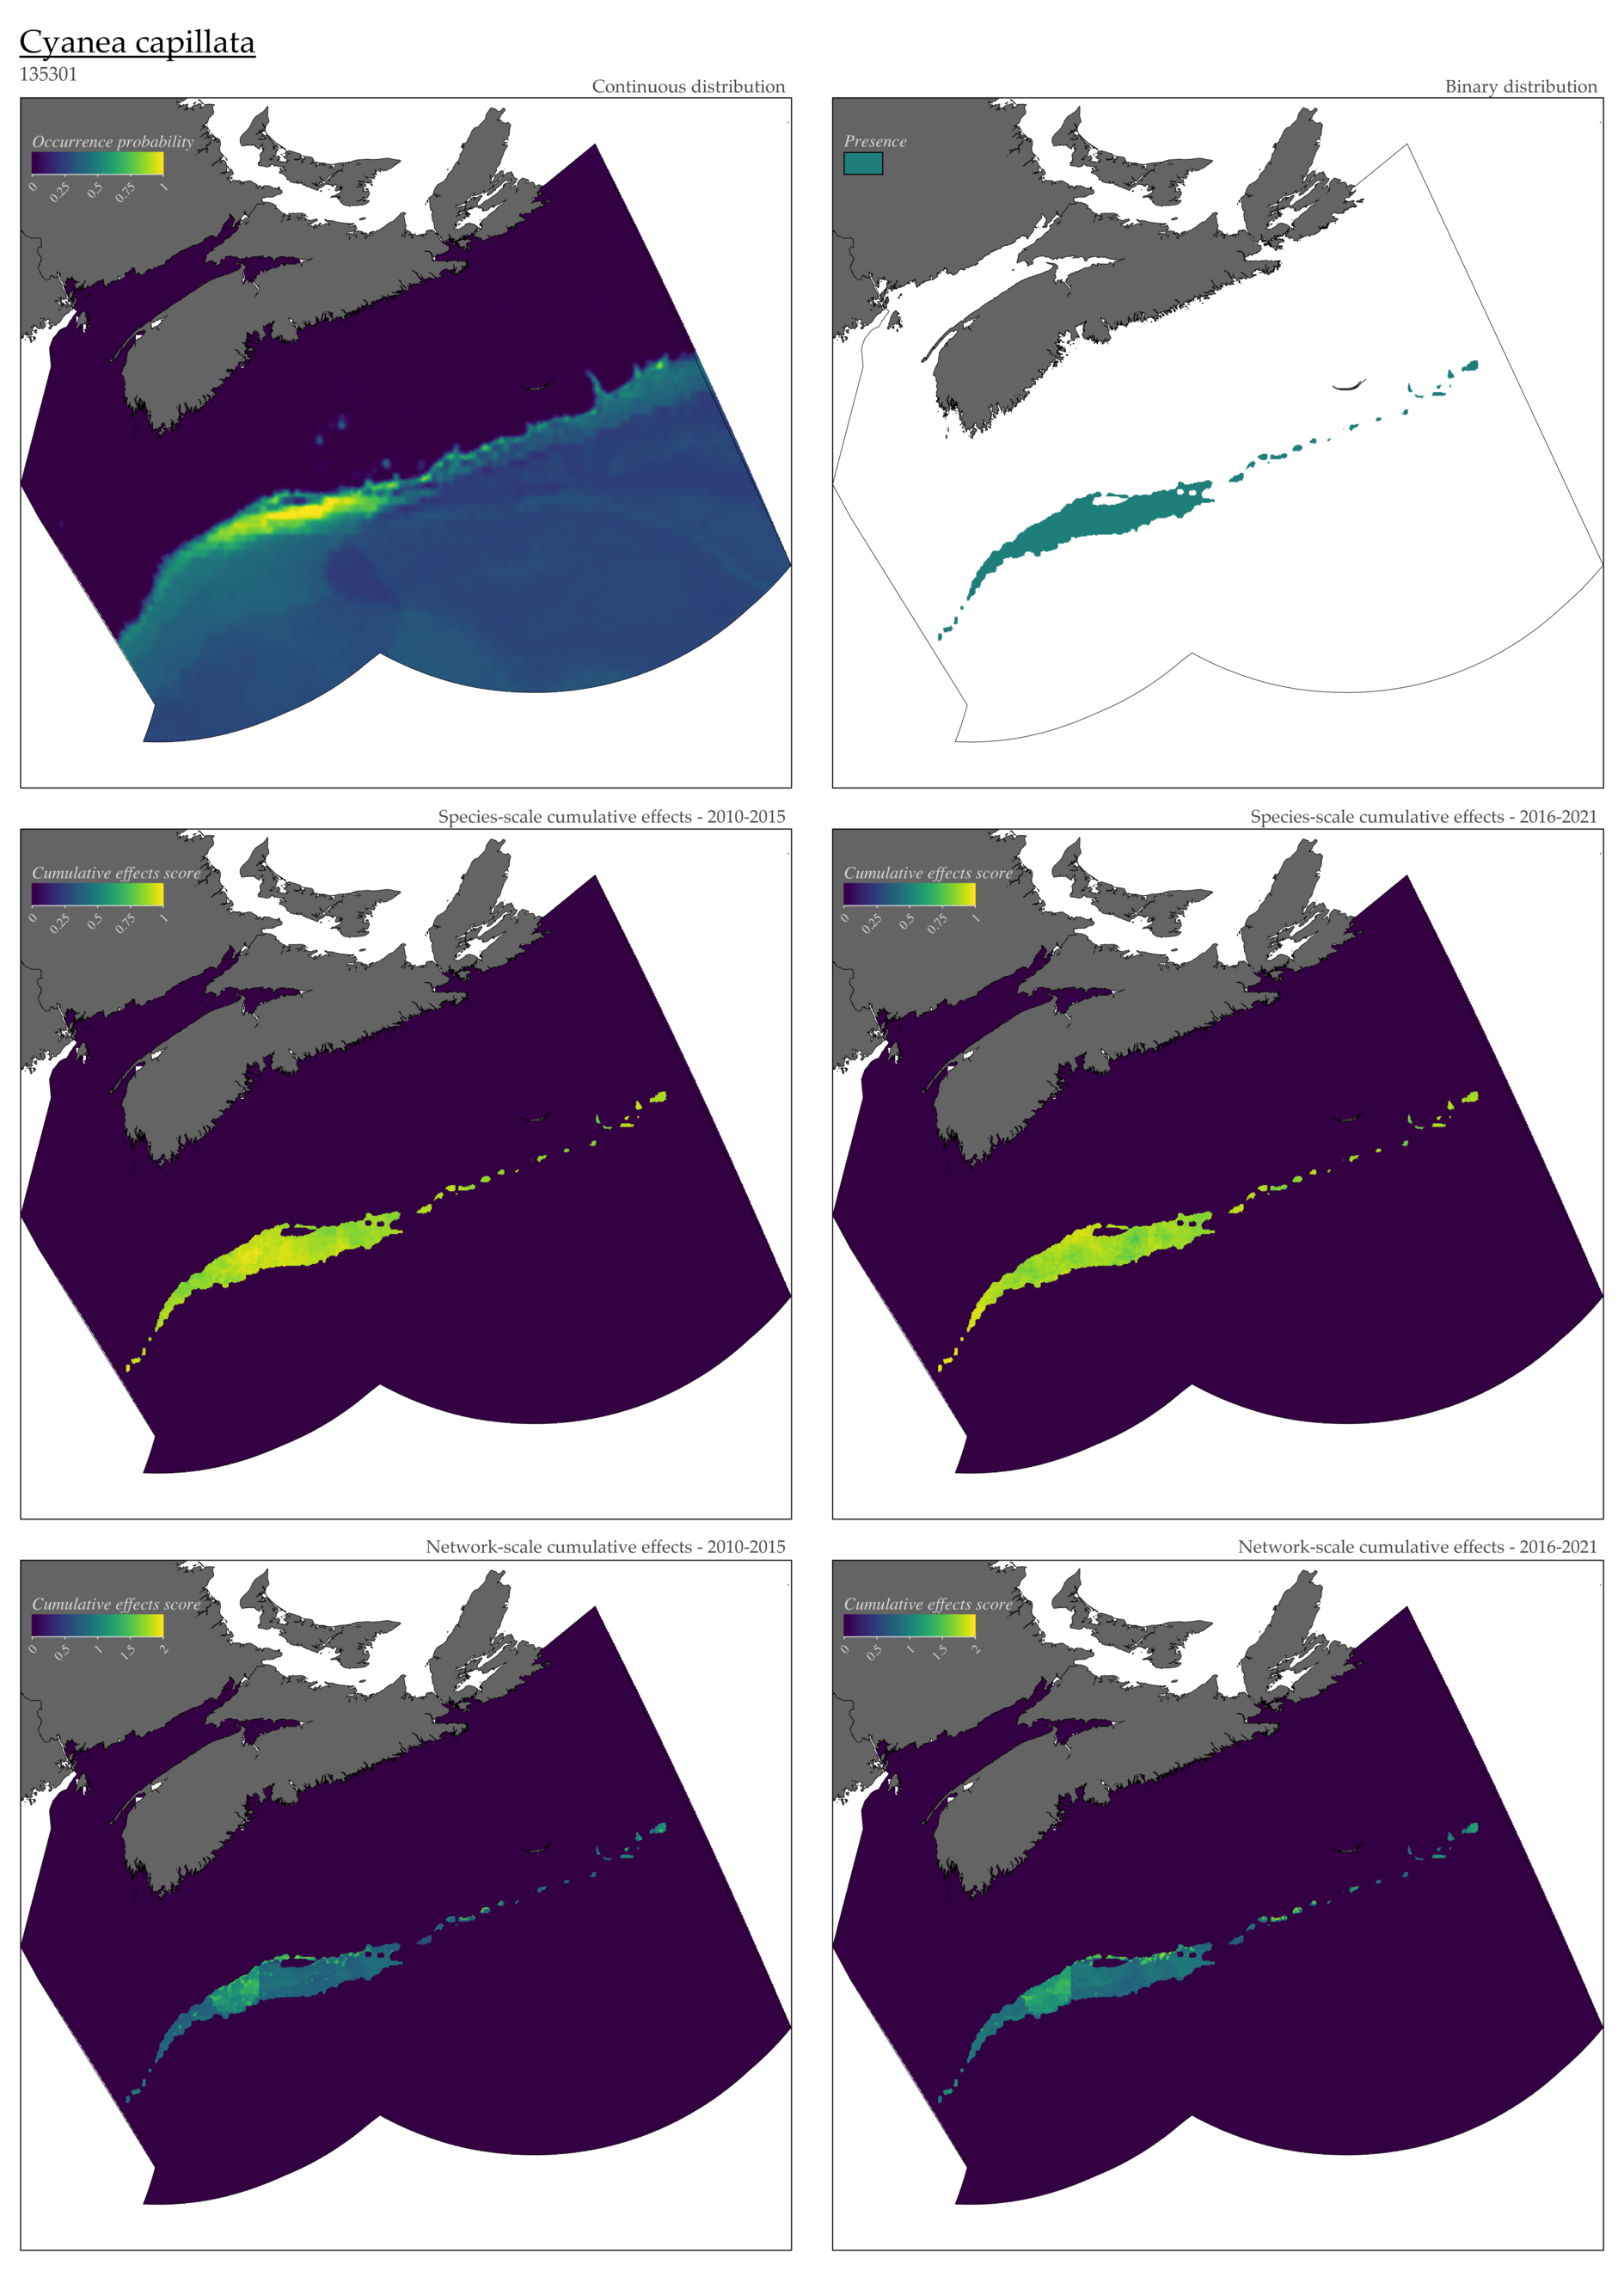 Cyanea capillata
135301
Continuous distribution
Binary distribution
Occurrence probability
0 0.25 0.5 0.75 1
Presence
Species-scale cumulative effects - 2010-2015
Species-scale cumulative effects - 2016-2021
Cumulative effects score
0 0.25 0.5 0.75 1
Cumulative effects score
0 0.25 0.5 0.75 1
Network-scale cumulative effects - 2010-2015
Network-scale cumulative effects - 2016-2021
Cumulative effects score
0 0.5 1 1.5 2
Cumulative effects score
0 0.5 1 1.5 2